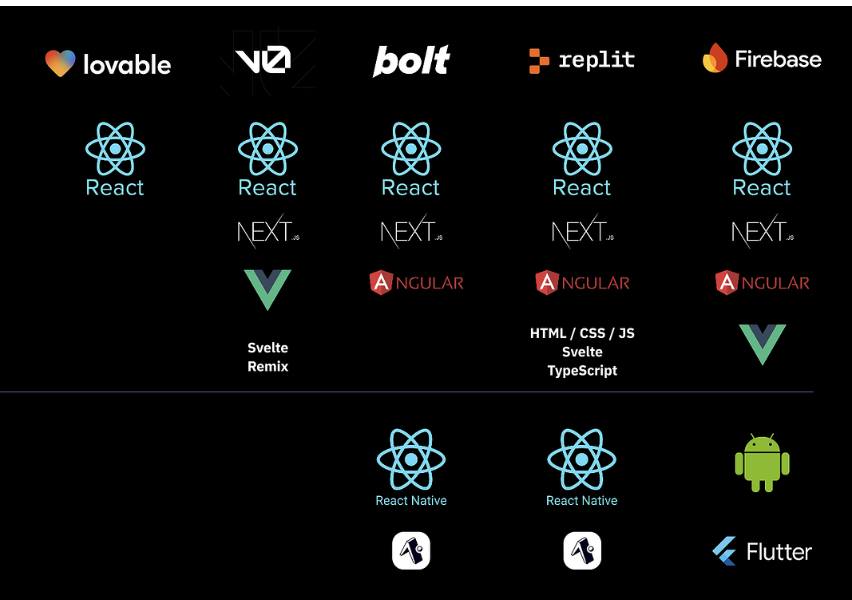 lovable
v0
bolt
replit
Firebase
React
React
React
React
React
NEXT.JS
NEXT.JS
NEXT.JS
NEXT.JS
ANGULAR
ANGULAR
ANGULAR
Svelte
Remix
HTML / CSS / JS
Svelte
TypeScript
React Native
React Native
Flutter